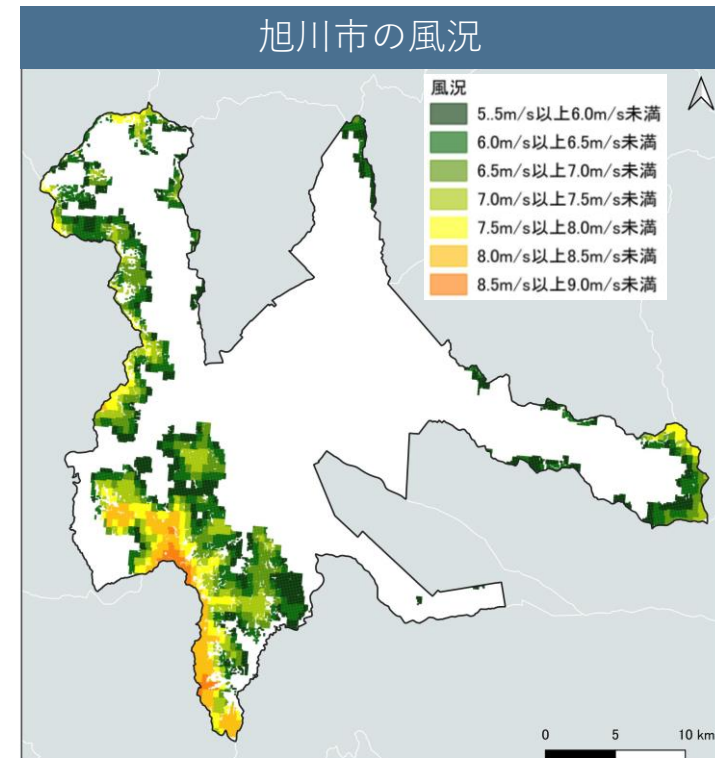 旭川市の風況
風況
5..5m/s以上6.0m/s未満
6.0m/s以上6.5m/s未満
6.5m/s以上7.0m/s未満
7.0m/s以上7.5m/s未満
7.5m/s以上8.0m/s未満
8.0m/s以上8.5m/s未満
8.5m/s以上9.0m/s未満
0 5 10 km